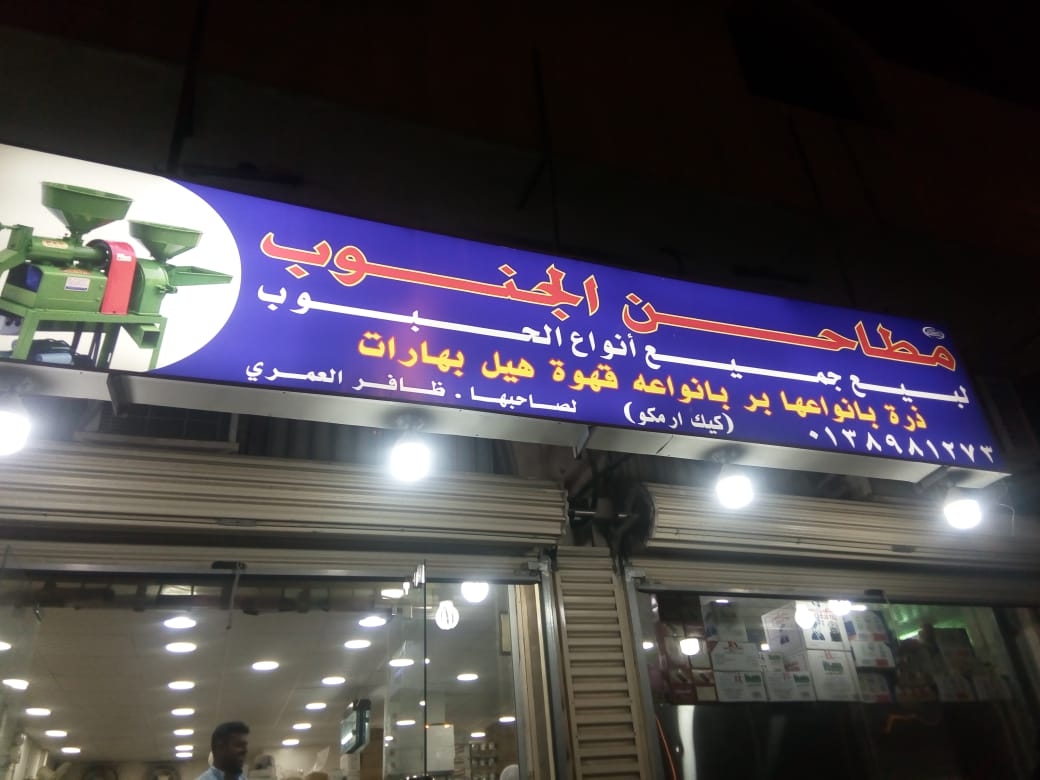 مطاحن الجنوب
لبيع جميع أنواع الحبوب
ذرة بانواعها بر بانواعه قهوة هيل بهارات
(كيك ارمكو) لصاحبها . ظافر العمري
٠١٣٨٩٨١٢٧٣